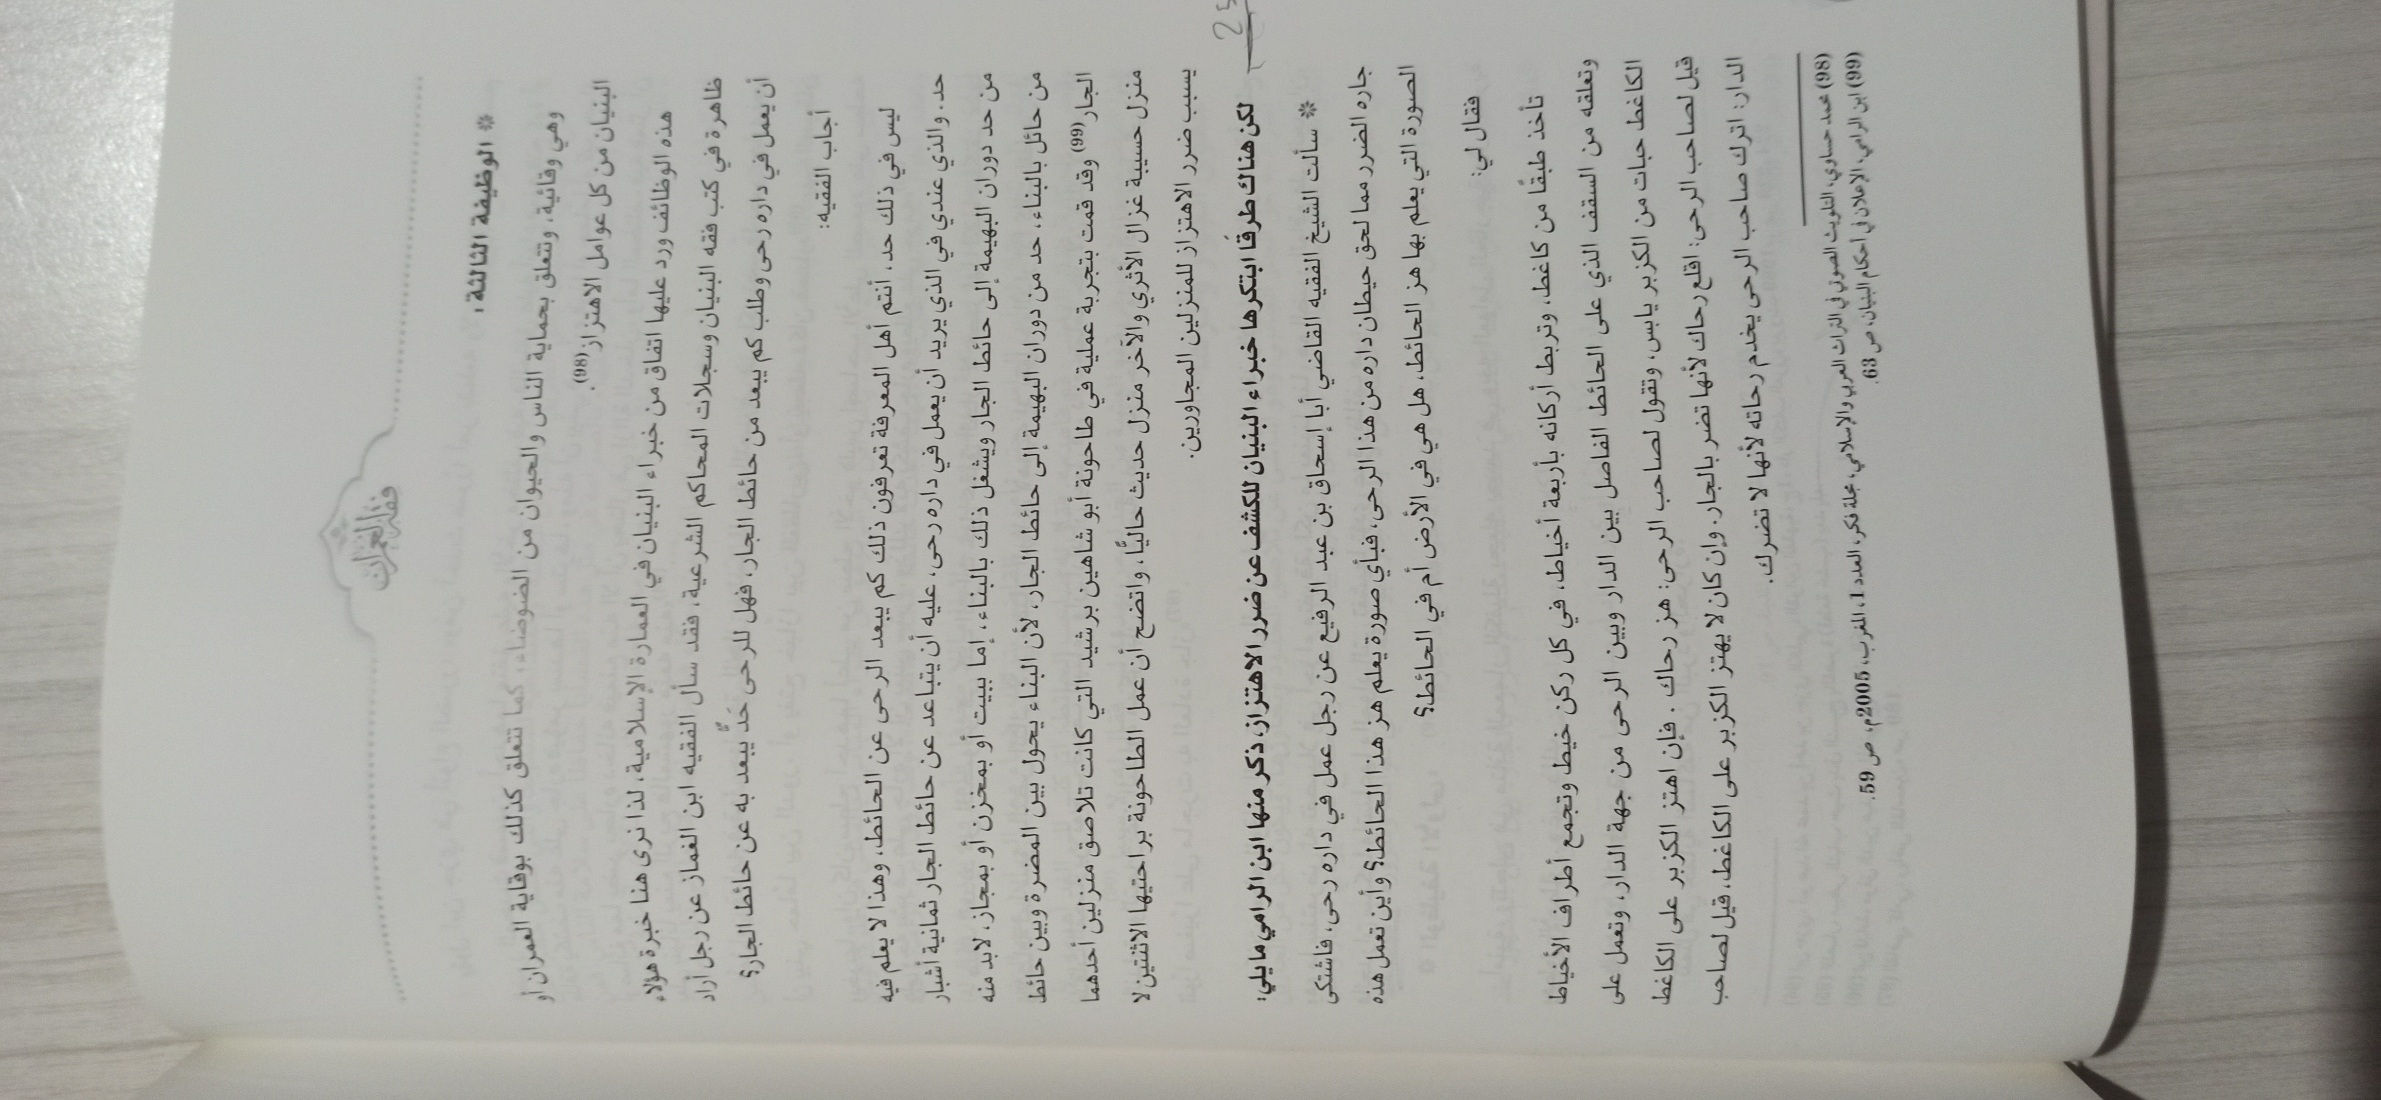 فقه العمران
* الوظيفة الثالثة:
وهي وقائية، وتتعلق بحماية الناس والحيوان من الضوضاء، كما تتعلق كذلك بوقاية العمران أو
البنيان من كل عوامل الاهتزاز(98).
هذه الوظائف ورد عليها اتفاق من خبراء البنيان في العمارة الإسلامية، لذا نرى هنا خبرة هؤلاء
ظاهرة في كتب فقه البنيان وسجلات المحاكم الشرعية، فقد سأل الفقيه ابن الغماز عن رجل أراد
أن يعمل في داره رحى وطلب كم يبعد من حائط الجار، فهل للرحى حَدٌّ يبعد به عن حائط الجار؟
أجاب الفقيه:
ليس في ذلك حد، أنتم أهل المعرفة تعرفون ذلك كم يبعد الرحى عن الحائط، وهذا لا يعلم فيه
حد. والذي عندي في الذي يريد أن يعمل في داره رحى، عليه أن يتباعد عن حائط الجار ثمانية أشبار
من حد دوران البهيمة إلى حائط الجار ويشغل ذلك بالبناء، إما ببيت أو بمخزن أو بمجاز، لابد منه
من حائل بالبناء، حد من دوران البهيمة إلى حائط الجار، لأن البناء يحول بين المضرة وبين حائط
الجار(99) وقد قمت بتجربة عملية في طاحونة أبو شاهين برشيد التي كانت تلاصق منزلين أحدهما
منزل حسيبة غزال الأثري والآخر منزل حديث حاليًّا، واتضح أن عمل الطاحونة براحتيها الاثنتين لا
يسبب ضرر الاهتزاز للمنزلين المجاورين.
لكن هناك طرقًا ابتكرها خبراء البنيان للكشف عن ضرر الاهتزاز، ذكر منها ابن الرامي ما يلي:
* سألت الشيخ الفقيه القاضي أبا إسحاق بن عبد الرفيع عن رجل عمل في داره رحى، فاشتكى
جاره الضرر مما لحق حيطان داره من هذا الرحى، فبأي صورة يعلم هز هذا الحائط؟ وأين تعمل هذه
الصورة التي يعلم بها هز الحائط، هل هي في الأرض أم في الحائط؟
فقال لي:
تأخذ طبقًا من كاغط، وتربط أركانه بأربعة أخياط، في كل ركن خيط وتجمع أطراف الأخياط
وتعلقه من السقف الذي على الحائط الفاصل بين الدار وبين الرحى من جهة الدار، وتعمل على
الكاغط حبات من الكزبر يابس، وتقول لصاحب الرحى: هز رحاك. فإن اهتز الكزبر على الكاغط
قيل لصاحب الرحى: اقلع رحاك لأنها تضر بالجار. وإن كان لا يهتز الكزبر على الكاغط، قيل لصاحب
الدار: اترك صاحب الرحى يخدم رحاته لأنها لا تضرك.
(98) محمد حساوي، التلويث الصوتي في التراث العربي والإسلامي، مجلة فكر، العدد 1، المغرب، 2005م، ص 59.
(99) ابن الرامي، الإعلان في أحكام البنيان، ص 63.